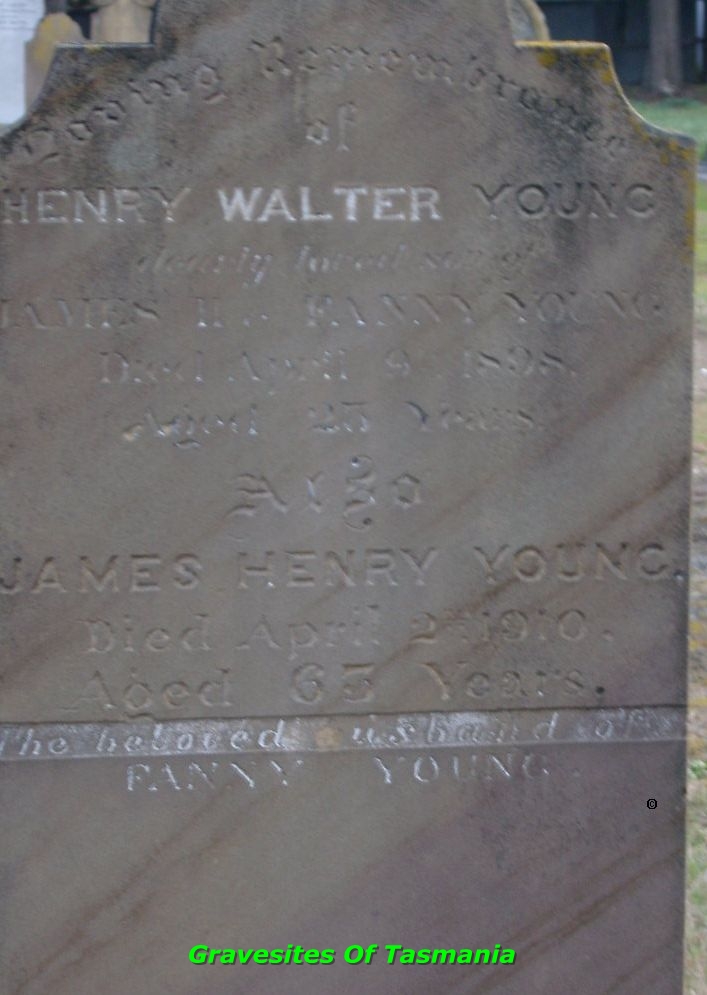 Loving Remembrance
of
HENRY WALTER YOUNG
dearly loved son of
JAMES H & FANNY YOUNG
Died April 9 1898.
Aged 23 Years.
Also
JAMES HENRY YOUNG.
Died April 2nd 1910.
Aged 63 Years.
The beloved husband of
FANNY YOUNG.
©
Gravesites Of Tasmania